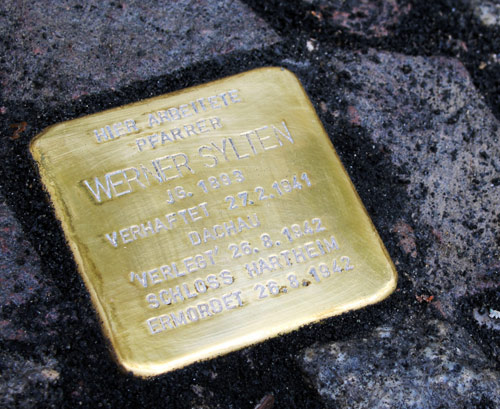 HIER ARBEITETE
PFARRER
WERNER SYLTEN
JG. 1893
VERHAFTET 27.2.1941
DACHAU
'VERLEGT' 26.8.1942
SCHLOSS HARTHEIM
ERMORDET 26.8.1942